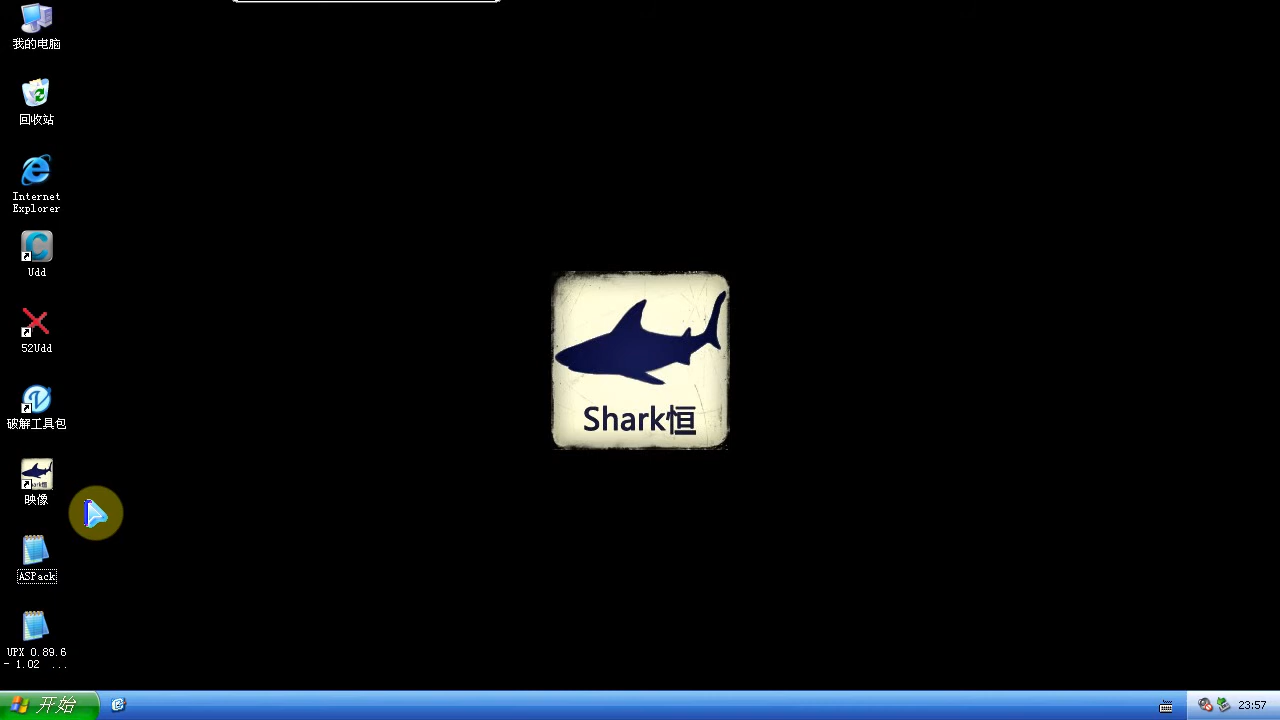 我的电脑
回收站
Internet
Explorer
Udd
52Udd
破解工具包
映像
ASPack
UPX 0.89.6
- 1.02 ...
Shark恒
开始
23:57